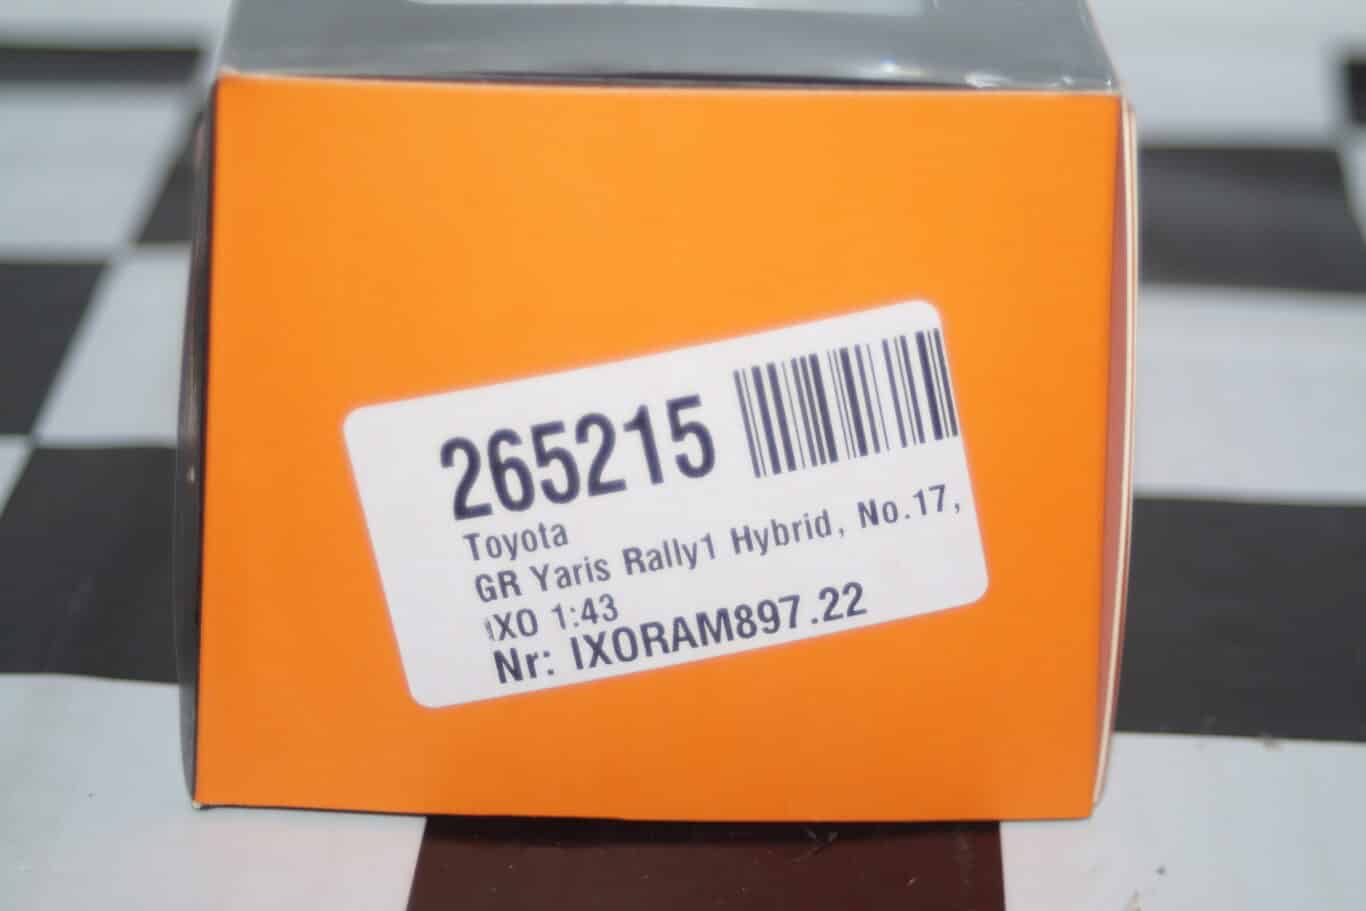 265215
Toyota
GR Yaris Rally1 Hybrid, No.17,
iXO 1:43
Nr: IXORAM897.22